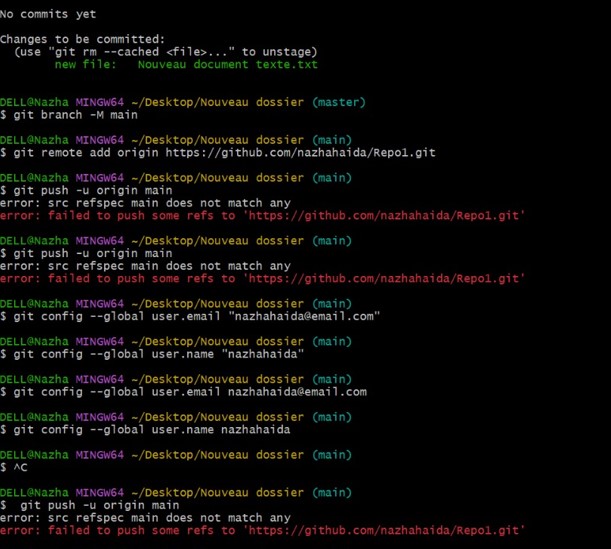 No commits yet
Changes to be committed:
(use "git rm --cached <file>..." to unstage)
new file:   Nouveau document texte.txt
DELL@Nazha MINGW64 ~/Desktop/Nouveau dossier (master)
$ git branch -M main
DELL@Nazha MINGW64 ~/Desktop/Nouveau dossier (main)
$ git remote add origin https://github.com/nazhahaida/Repo1.git
DELL@Nazha MINGW64 ~/Desktop/Nouveau dossier (main)
$ git push -u origin main
error: src refspec main does not match any
error: failed to push some refs to 'https://github.com/nazhahaida/Repo1.git'
DELL@Nazha MINGW64 ~/Desktop/Nouveau dossier (main)
$ git push -u origin main
error: src refspec main does not match any
error: failed to push some refs to 'https://github.com/nazhahaida/Repo1.git'
DELL@Nazha MINGW64 ~/Desktop/Nouveau dossier (main)
$ git config --global user.email "nazhahaida@email.com"
DELL@Nazha MINGW64 ~/Desktop/Nouveau dossier (main)
$ git config --global user.name "nazhahaida"
DELL@Nazha MINGW64 ~/Desktop/Nouveau dossier (main)
$ git config --global user.email nazhahaida@email.com
DELL@Nazha MINGW64 ~/Desktop/Nouveau dossier (main)
$ git config --global user.name nazhahaida
DELL@Nazha MINGW64 ~/Desktop/Nouveau dossier (main)
$ ^C
DELL@Nazha MINGW64 ~/Desktop/Nouveau dossier (main)
$  git push -u origin main
error: src refspec main does not match any
error: failed to push some refs to 'https://github.com/nazhahaida/Repo1.git'